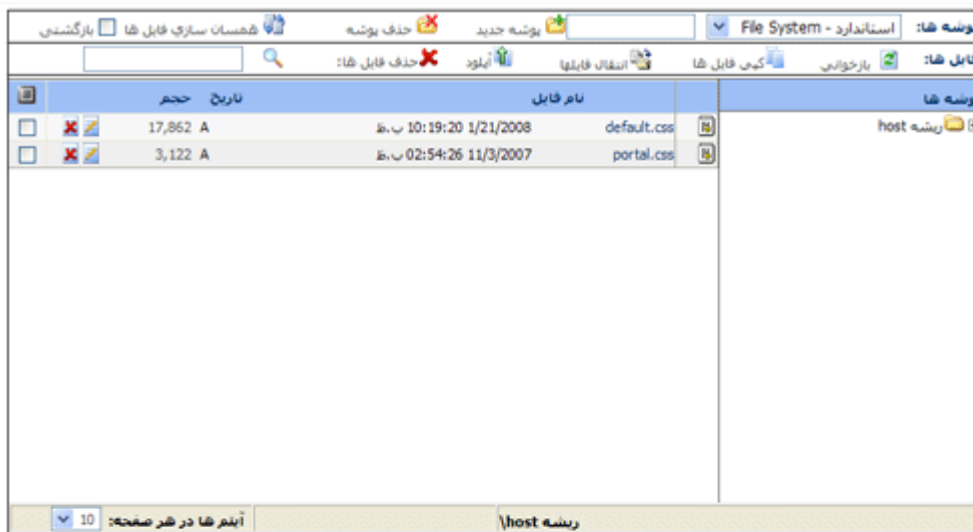 پوشه ها: استاندارد - File System پوشه جدید حذف پوشه همسان سازي فایل ها بازگشتی
فایل ها: بازخوانی کپی فایل ها انتقال فایلها آپلود حذف فایل ها:
پوشه ها
نام فایل تاریخ حجم
ریشه host
default.css 1/21/2008 10:19:20 ب.ظ A 17,862
portal.css 11/3/2007 02:54:26 ب.ظ A 3,122
ریشه host\
آیتم ها در هر صفحه: 10